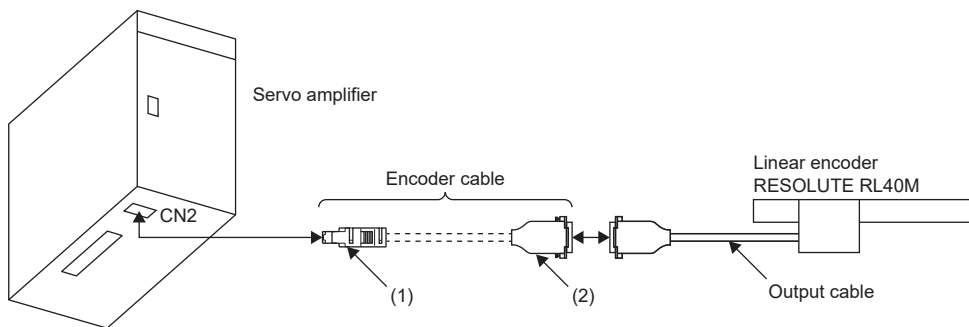 Servo amplifier
CN2
Encoder cable
Linear encoder
RESOLUTE RL40M
(1)
(2)
Output cable